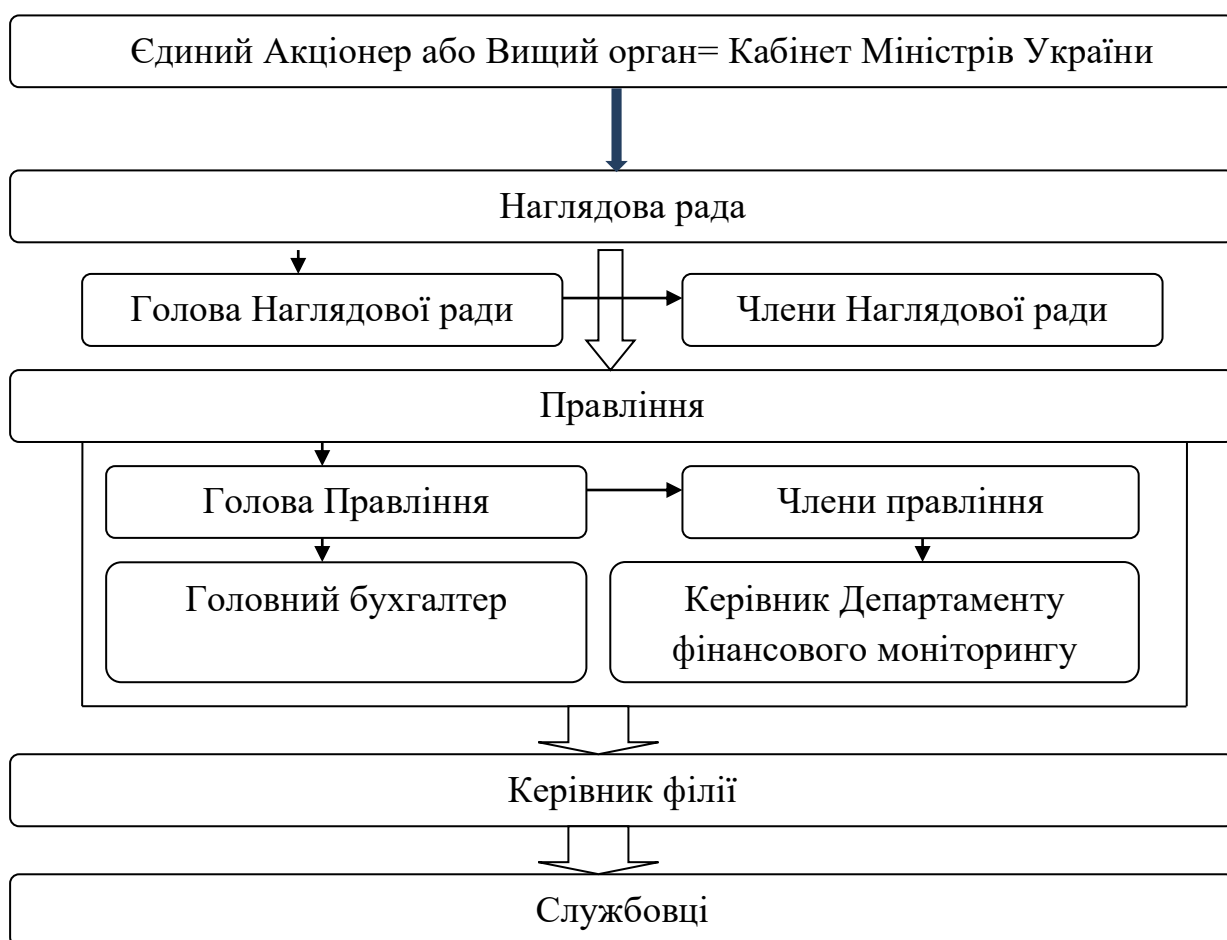 Єдиний Акціонер або Вищий орган= Кабінет Міністрів України
Наглядова рада
Голова Наглядової ради
Члени Наглядової ради
Правління
Голова Правління
Члени правління
Головний бухгалтер
Керівник Департаменту
фінансового моніторингу
Керівник філії
Службовці